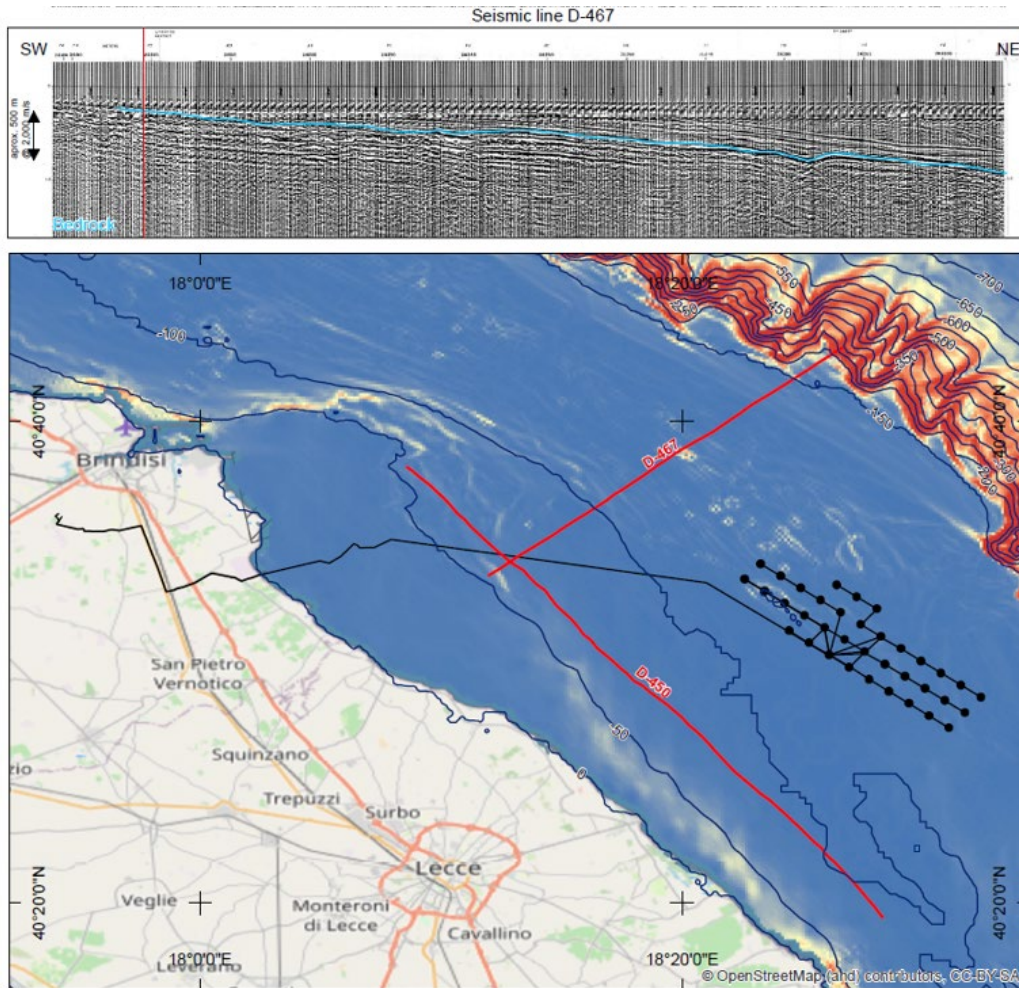 Seismic line D-467
SW
NE
aprox. 500 m
@ 2,000 m/s
Bedrock
18°0'0"E
18°20'0"E
-100
-250
-450
-550
-700
-650
-600
-500
-350
-150
-200
40°40'0"N
40°40'0"N
Brindisi
D-467
San Pietro
Vernotico
D-450
-50
0
Squinzano
Trepuzzi
Surbo
Lecce
Veglie
Monteroni
di Lecce
Cavallino
40°20'0"N
40°20'0"N
Leverano
18°0'0"E
18°20'0"E
© OpenStreetMap (and) contributors, CC-BY-SA